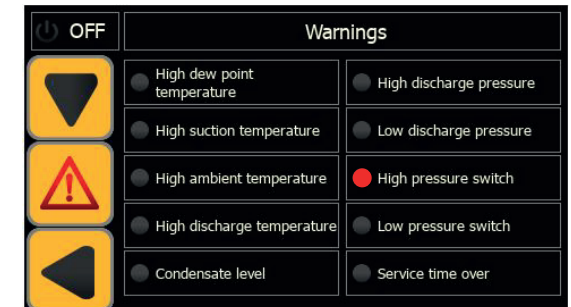 OFF
Warnings
High dew point
temperature
High discharge pressure
High suction temperature
Low discharge pressure
High ambient temperature
High pressure switch
High discharge temperature
Low pressure switch
Condensate level
Service time over